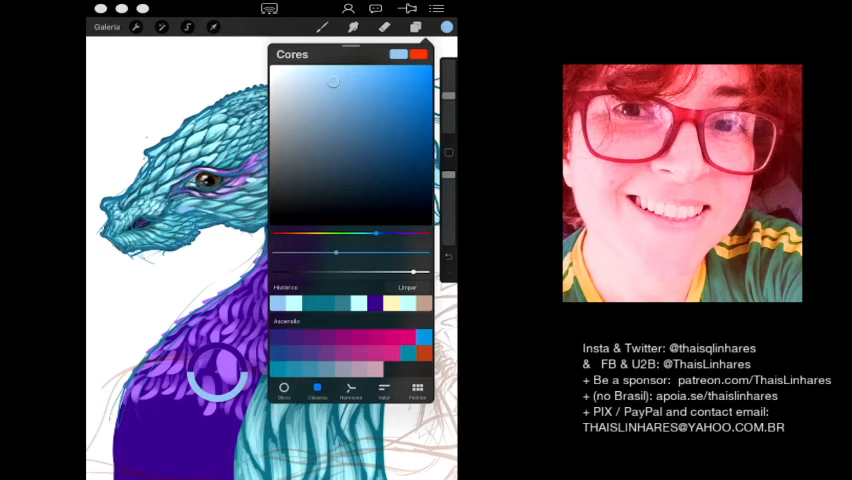 Galeria
Cores
Histórico Limpar
Ascensão
Disco Clássica Harmonia Valor Paletas
Insta & Twitter: @thaisqlinhares
& FB & U2B: @ThaisLinhares
+ Be a sponsor: patreon.com/ThaisLinhares
+ (no Brasil): apoia.se/thaislinhares
+ PIX / PayPal and contact email:
THAISLINHARES@YAHOO.COM.BR